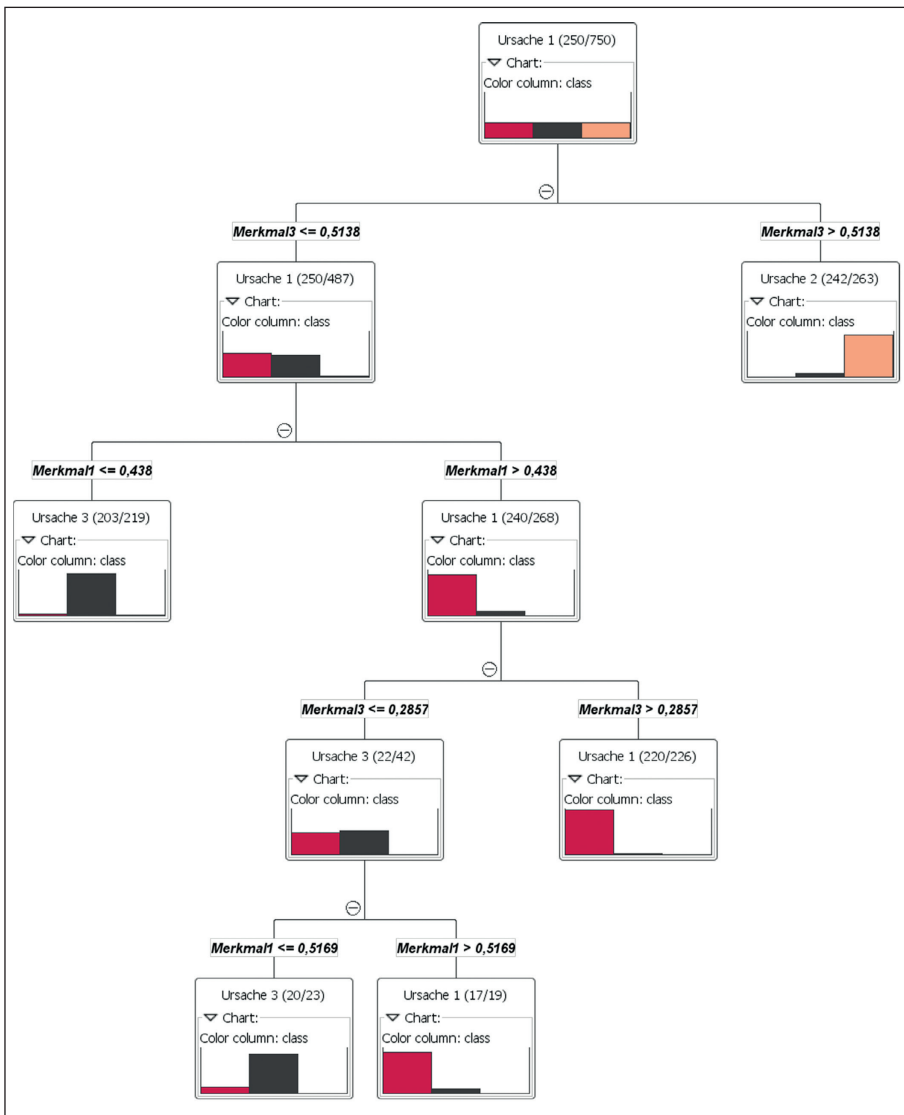 Ursache 1 (250/750)
Chart:
Color column: class
Merkmal3 <= 0,5138
Merkmal3 > 0,5138
Ursache 1 (250/487)
Chart:
Color column: class
Ursache 2 (242/263)
Chart:
Color column: class
Merkmal1 <= 0,438
Merkmal1 > 0,438
Ursache 3 (203/219)
Chart:
Color column: class
Ursache 1 (240/268)
Chart:
Color column: class
Merkmal3 <= 0,2857
Merkmal3 > 0,2857
Ursache 3 (22/42)
Chart:
Color column: class
Ursache 1 (220/226)
Chart:
Color column: class
Merkmal1 <= 0,5169
Merkmal1 > 0,5169
Ursache 3 (20/23)
Chart:
Color column: class
Ursache 1 (17/19)
Chart:
Color column: class